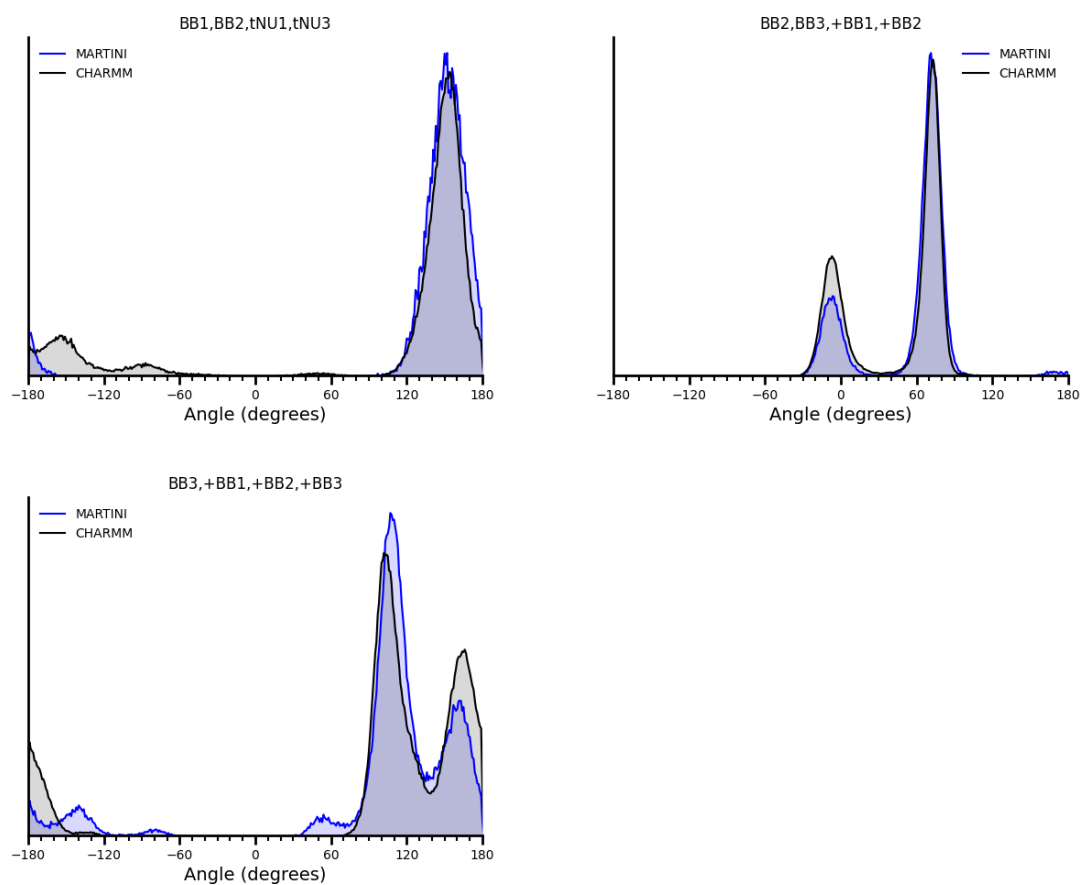 BB1,BB2,tNU1,tNU3
MARTINI
CHARMM
−180 −120 −60 0 60 120 180
Angle (degrees)
BB2,BB3,+BB1,+BB2
MARTINI
CHARMM
−180 −120 −60 0 60 120 180
Angle (degrees)
BB3,+BB1,+BB2,+BB3
MARTINI
CHARMM
−180 −120 −60 0 60 120 180
Angle (degrees)